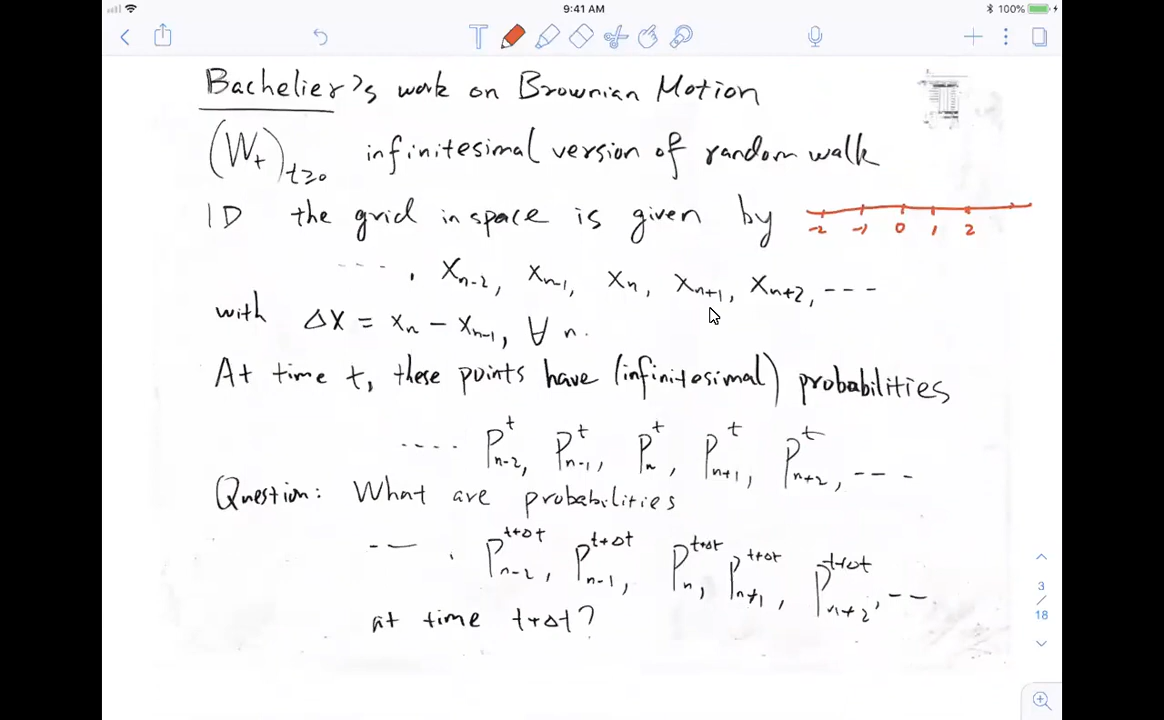 9:41 AM
100%
Bachelier's work on Brownian Motion
(W_t)_{t≥0} infinitesimal version of random walk
1D the grid in space is given by
-2 -1 0 1 2
---- , X_{n-2}, X_{n-1}, X_n, X_{n+1}, X_{n+2}, ---
with ΔX = X_n - X_{n-1}, ∀ n.
At time t, these points have (infinitesimal) probabilities
---- P^t_{n-2}, P^t_{n-1}, P^t_n, P^t_{n+1}, P^t_{n+2}, ---
Question: What are probabilities
--- , P^{t+Δt}_{n-2}, P^{t+Δt}_{n-1}, P^{t+Δt}_n, P^{t+Δt}_{n+1}, P^{t+Δt}_{n+2}, --
at time t+Δt?
3
/
18